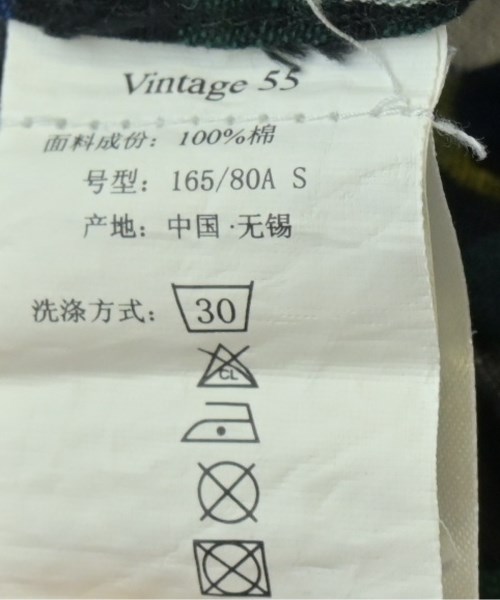 Vintage 55
面料成份：100%棉
号型：165/80A S
产地：中国·无锡
洗涤方式：30
CL